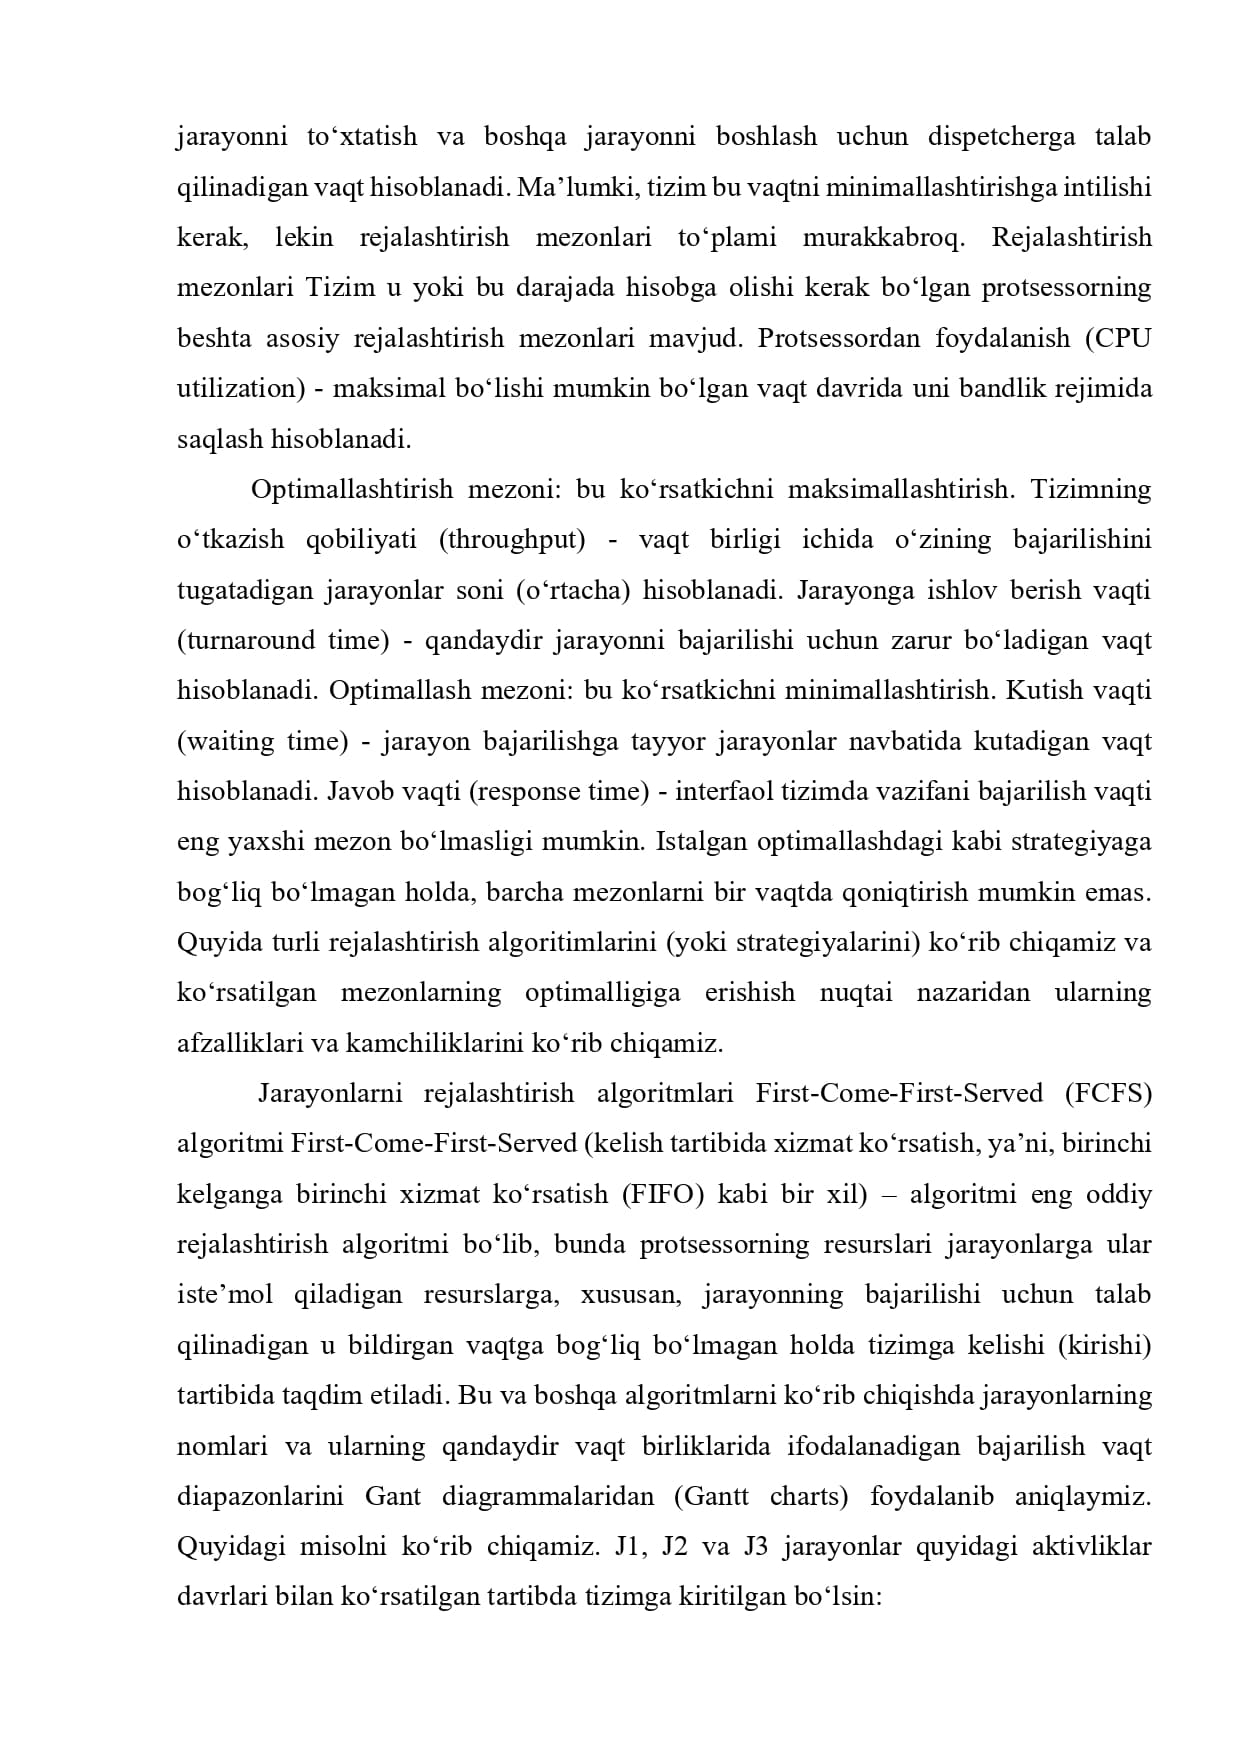 jarayonni to‘xtatish va boshqa jarayonni boshlash uchun dispetcherga talab
qilinadigan vaqt hisoblanadi. Ma’lumki, tizim bu vaqtni minimallashtirishga intilishi
kerak, lekin rejalashtirish mezonlari to‘plami murakkabroq. Rejalashtirish
mezonlari Tizim u yoki bu darajada hisobga olishi kerak bo‘lgan protsessorning
beshta asosiy rejalashtirish mezonlari mavjud. Protsessordan foydalanish (CPU
utilization) - maksimal bo‘lishi mumkin bo‘lgan vaqt davrida uni bandlik rejimida
saqlash hisoblanadi.
Optimallashtirish mezoni: bu ko‘rsatkichni maksimallashtirish. Tizimning
o‘tkazish qobiliyati (throughput) - vaqt birligi ichida o‘zining bajarilishini
tugatadigan jarayonlar soni (o‘rtacha) hisoblanadi. Jarayonga ishlov berish vaqti
(turnaround time) - qandaydir jarayonni bajarilishi uchun zarur bo‘ladigan vaqt
hisoblanadi. Optimallash mezoni: bu ko‘rsatkichni minimallashtirish. Kutish vaqti
(waiting time) - jarayon bajarilishga tayyor jarayonlar navbatida kutadigan vaqt
hisoblanadi. Javob vaqti (response time) - interfaol tizimda vazifani bajarilish vaqti
eng yaxshi mezon bo‘lmasligi mumkin. Istalgan optimallashdagi kabi strategiyaga
bog‘liq bo‘lmagan holda, barcha mezonlarni bir vaqtda qoniqtirish mumkin emas.
Quyida turli rejalashtirish algoritimlarini (yoki strategiyalarini) ko‘rib chiqamiz va
ko‘rsatilgan mezonlarning optimalligiga erishish nuqtai nazaridan ularning
afzalliklari va kamchiliklarini ko‘rib chiqamiz.
Jarayonlarni rejalashtirish algoritmlari First-Come-First-Served (FCFS)
algoritmi First-Come-First-Served (kelish tartibida xizmat ko‘rsatish, ya’ni, birinchi
kelganga birinchi xizmat ko‘rsatish (FIFO) kabi bir xil) – algoritmi eng oddiy
rejalashtirish algoritmi bo‘lib, bunda protsessorning resurslari jarayonlarga ular
iste’mol qiladigan resurslarga, xususan, jarayonning bajarilishi uchun talab
qilinadigan u bildirgan vaqtga bog‘liq bo‘lmagan holda tizimga kelishi (kirishi)
tartibida taqdim etiladi. Bu va boshqa algoritmlarni ko‘rib chiqishda jarayonlarning
nomlari va ularning qandaydir vaqt birliklarida ifodalanadigan bajarilish vaqt
diapazonlarini Gant diagrammalaridan (Gantt charts) foydalanib aniqlaymiz.
Quyidagi misolni ko‘rib chiqamiz. J1, J2 va J3 jarayonlar quyidagi aktivliklar
davrlari bilan ko‘rsatilgan tartibda tizimga kiritilgan bo‘lsin: